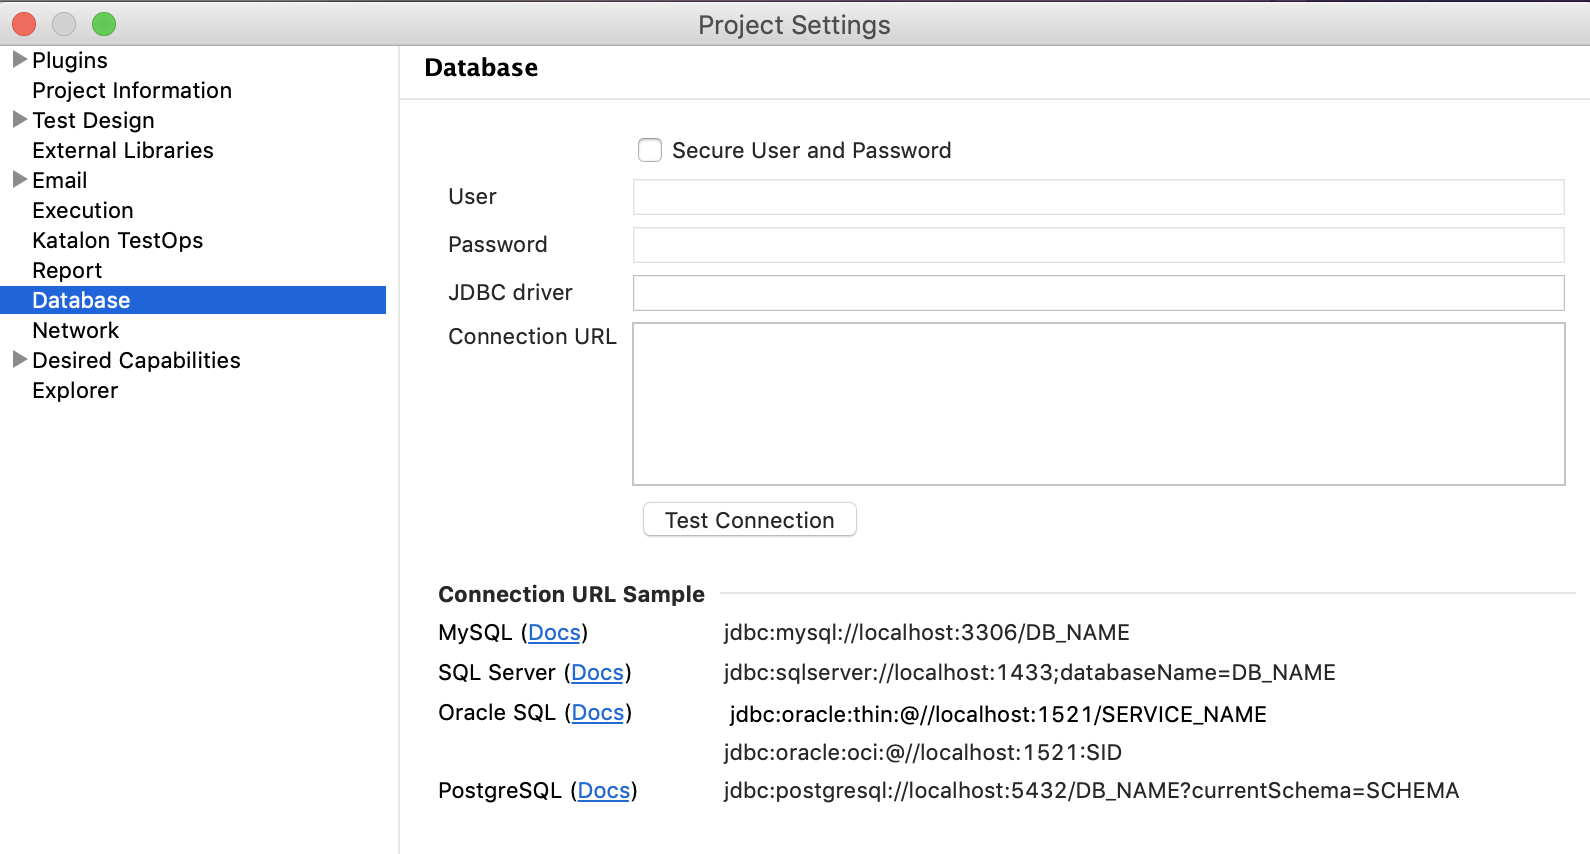 Project Settings
Plugins
Project Information
Test Design
External Libraries
Email
Execution
Katalon TestOps
Report
Database
Network
Desired Capabilities
Explorer
Database
Secure User and Password
User
Password
JDBC driver
Connection URL
Test Connection
Connection URL Sample
MySQL (Docs) jdbc:mysql://localhost:3306/DB_NAME
SQL Server (Docs) jdbc:sqlserver://localhost:1433;databaseName=DB_NAME
Oracle SQL (Docs) jdbc:oracle:thin:@//localhost:1521/SERVICE_NAME
jdbc:oracle:oci:@//localhost:1521:SID
PostgreSQL (Docs) jdbc:postgresql://localhost:5432/DB_NAME?currentSchema=SCHEMA